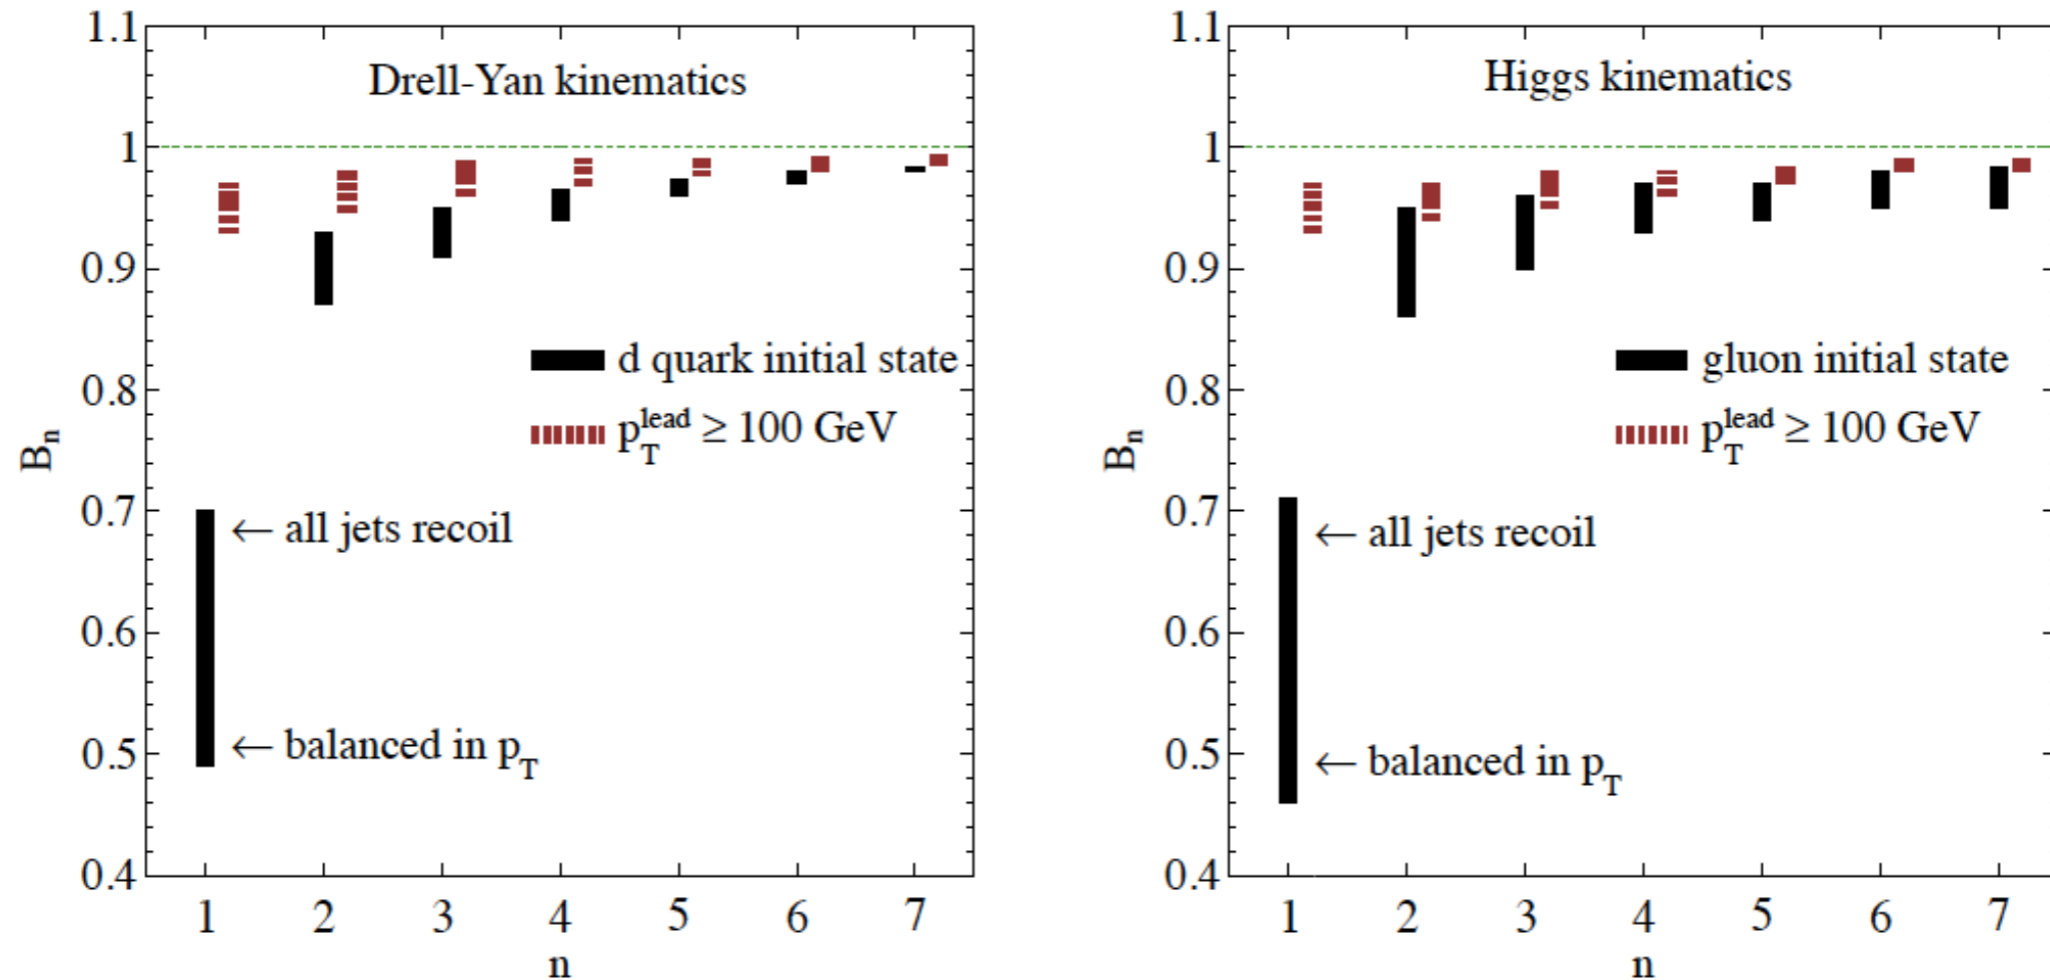 1.1
Drell-Yan kinematics
1
0.9
d quark initial state
0.8
p_T^lead ≥ 100 GeV
B_n
0.7
← all jets recoil
0.6
← balanced in p_T
0.5
0.4
1 2 3 4 5 6 7
n
1.1
Higgs kinematics
1
0.9
gluon initial state
0.8
p_T^lead ≥ 100 GeV
B_n
0.7
← all jets recoil
0.6
← balanced in p_T
0.5
0.4
1 2 3 4 5 6 7
n